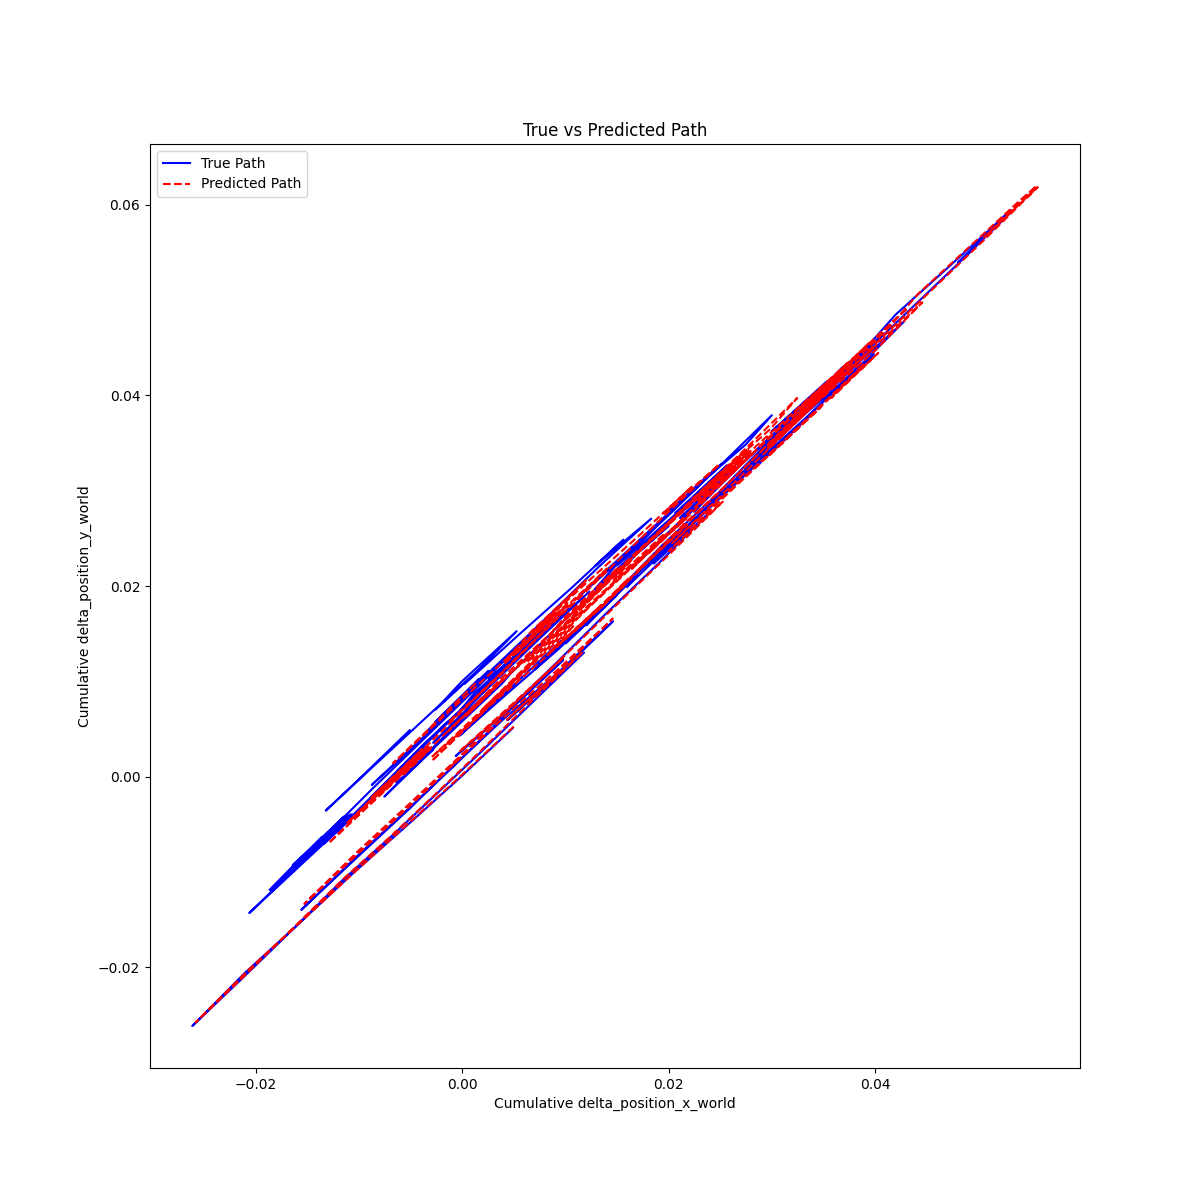 True vs Predicted Path
True Path
Predicted Path
0.06
0.04
0.02
0.00
−0.02
Cumulative delta_position_y_world
−0.02
0.00
0.02
0.04
Cumulative delta_position_x_world